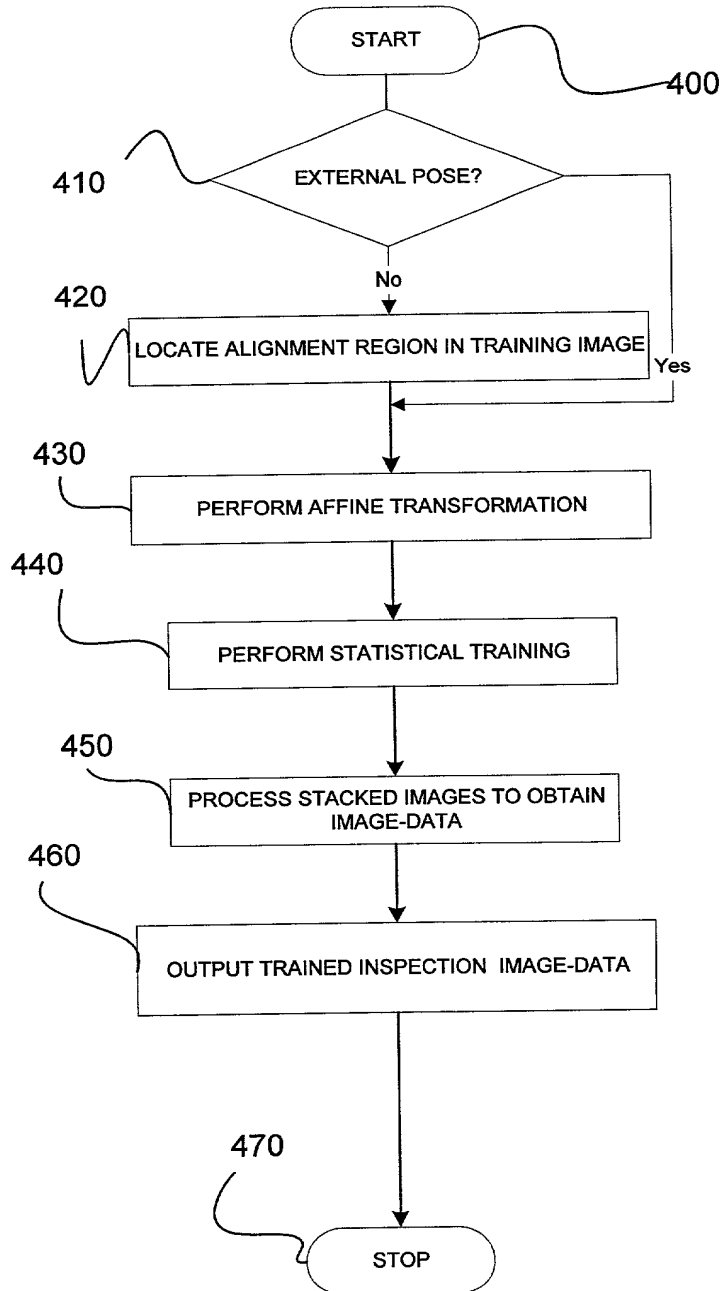 START
400
410
EXTERNAL POSE?
No
420
LOCATE ALIGNMENT REGION IN TRAINING IMAGE
Yes
430
PERFORM AFFINE TRANSFORMATION
440
PERFORM STATISTICAL TRAINING
450
PROCESS STACKED IMAGES TO OBTAIN
IMAGE-DATA
460
OUTPUT TRAINED INSPECTION IMAGE-DATA
470
STOP